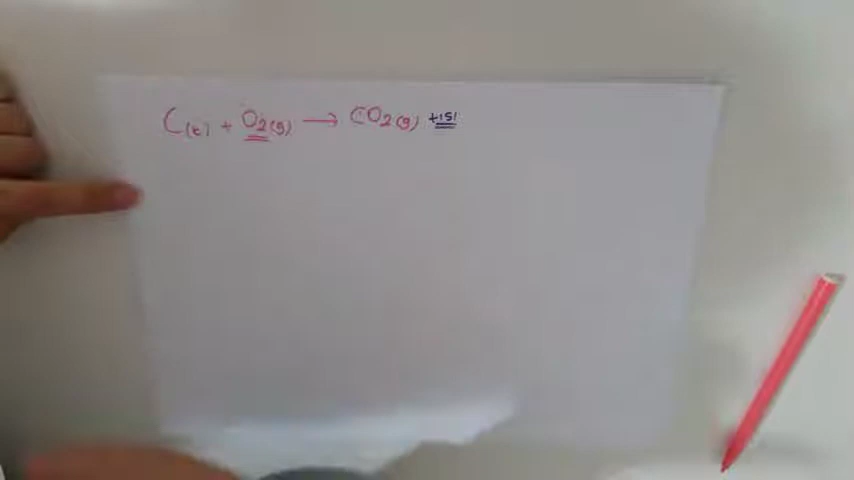 C(k) + O₂(g) → CO₂(g) +ısı